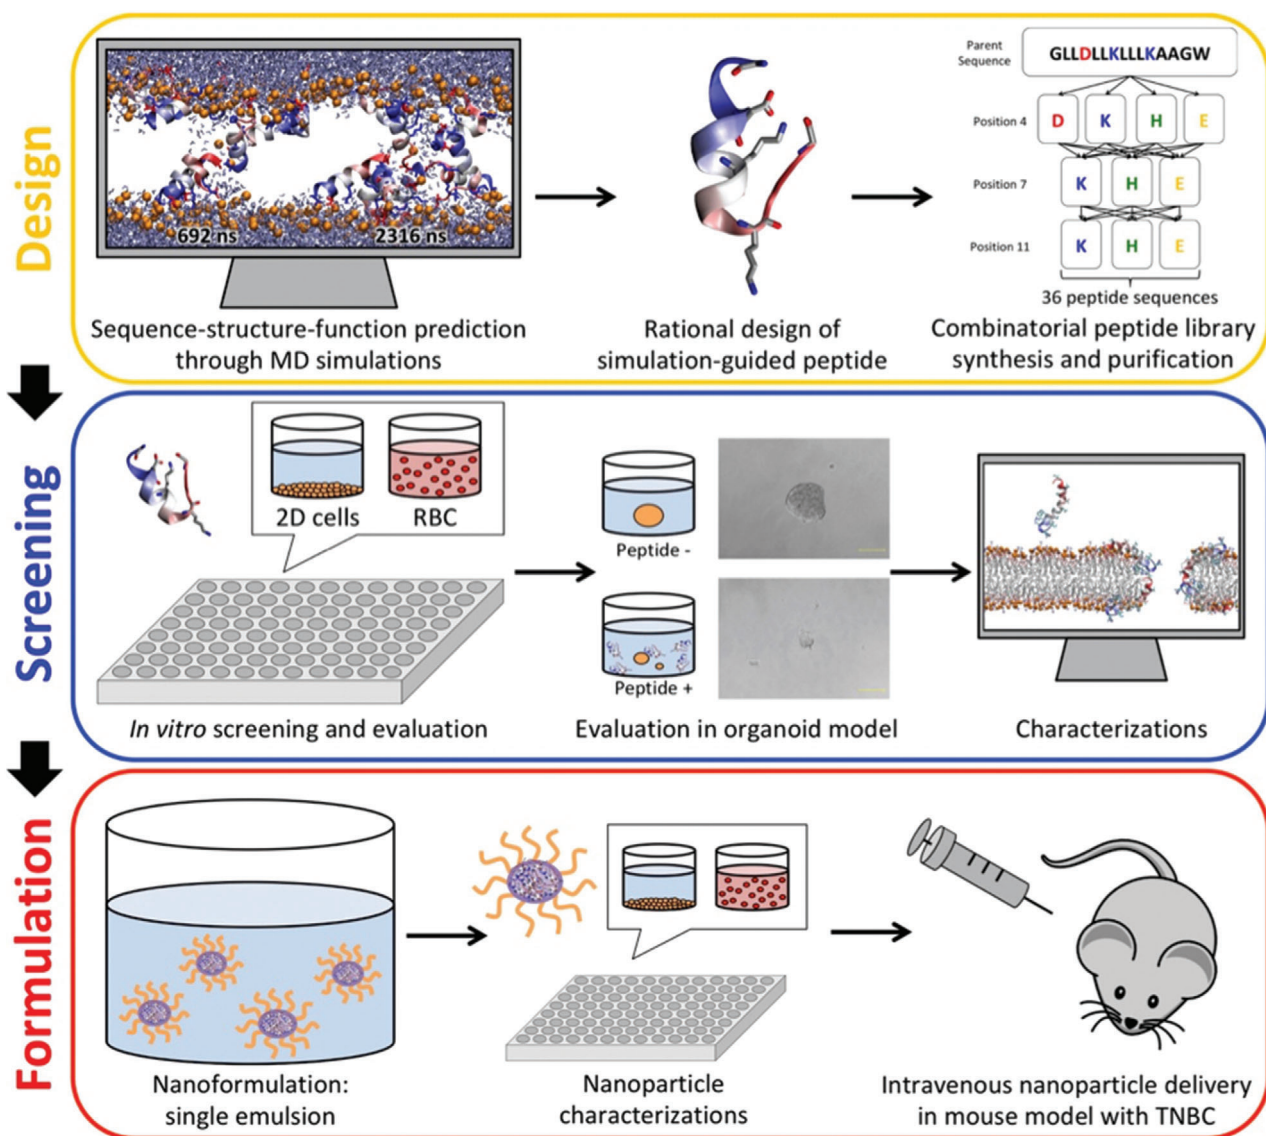 Design
692 ns
2316 ns
Sequence-structure-function prediction
through MD simulations
Rational design of
simulation-guided peptide
Parent
Sequence
GLLDLLKLLLKAAGW
Position 4
D K H E
Position 7
K H E
Position 11
K H E
36 peptide sequences
Combinatorial peptide library
synthesis and purification
Screening
2D cells
RBC
In vitro screening and evaluation
Peptide -
Peptide +
Evaluation in organoid model
Characterizations
Formulation
Nanoformulation:
single emulsion
Nanoparticle
characterizations
Intravenous nanoparticle delivery
in mouse model with TNBC